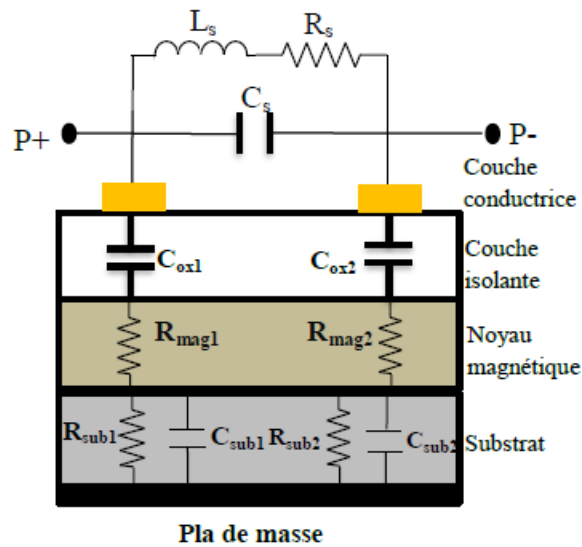 Ls
Rs
Cs
P+
P-
Couche
conductrice
Cox1
Cox2
Couche
isolante
Rmag1
Rmag2
Noyau
magnétique
Rsub1
Csub1
Rsub2
Csub2
Substrat
Pla de masse